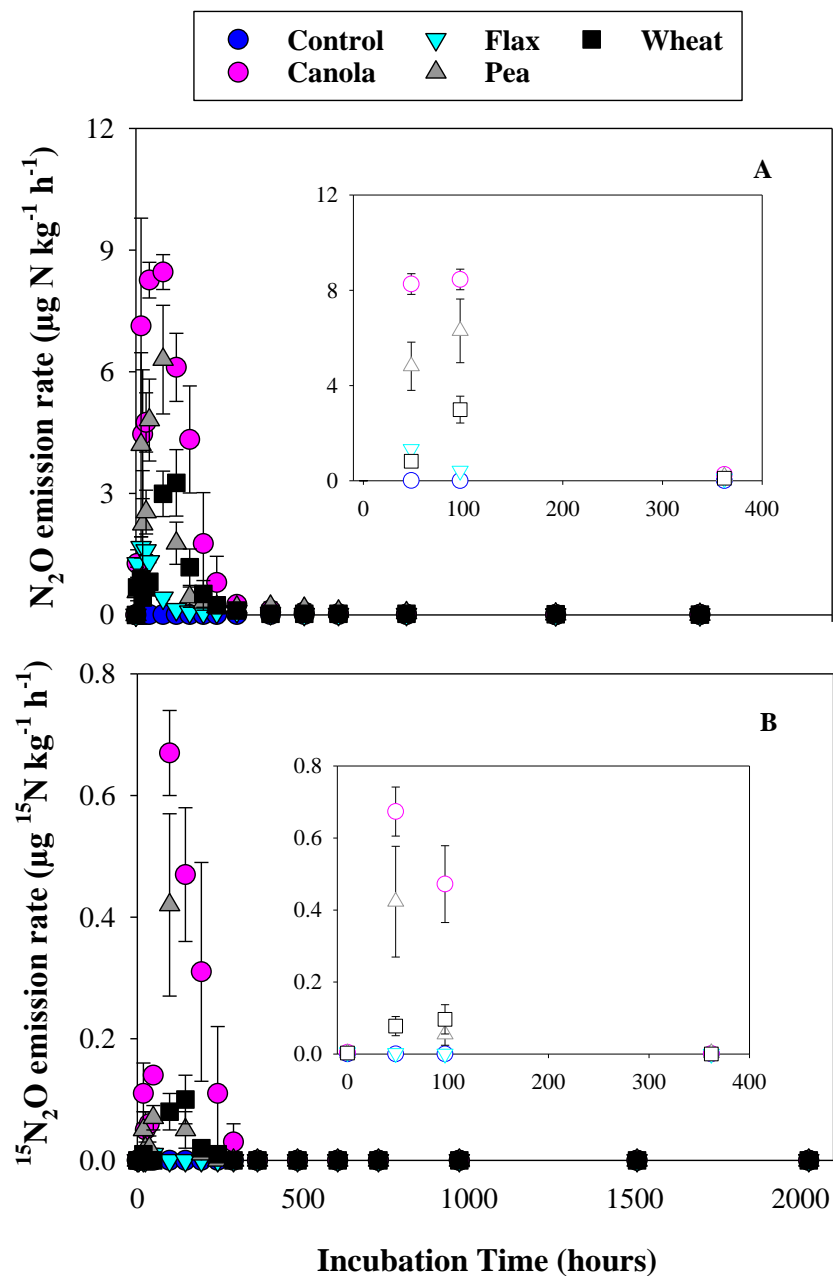 Control Flax Wheat
Canola Pea
12
9
6
3
0
N₂O emission rate (µg N kg⁻¹ h⁻¹)
A
12
8
4
0
0 100 200 300 400
0.8
0.6
0.4
0.2
0.0
¹⁵N₂O emission rate (µg ¹⁵N kg⁻¹ h⁻¹)
B
0.8
0.6
0.4
0.2
0.0
0 100 200 300 400
0 500 1000 1500 2000
Incubation Time (hours)